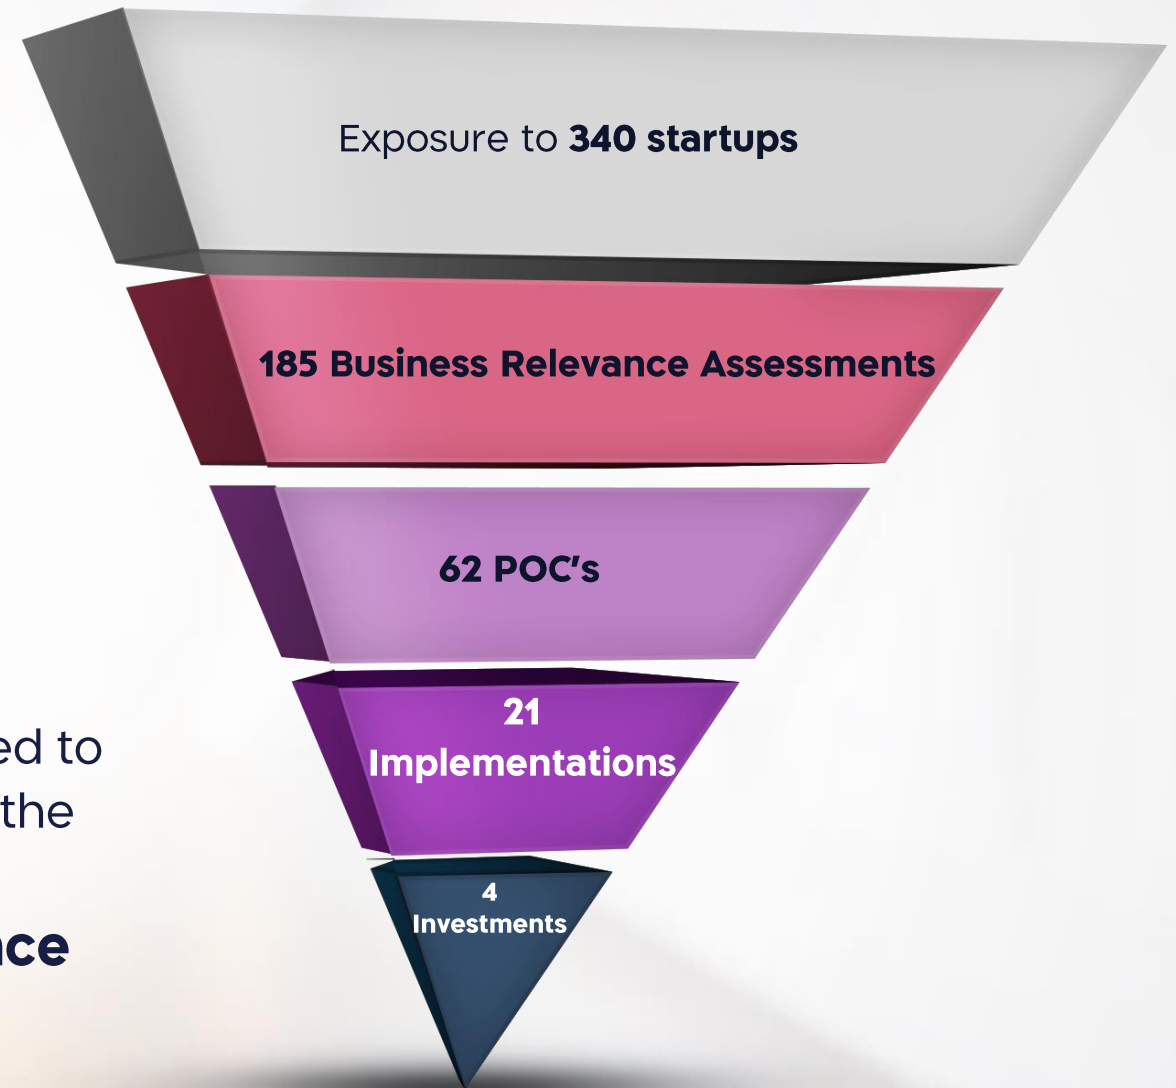 Exposure to 340 startups
185 Business Relevance Assessments
62 POC's
21
Implementations
4
Investments
ed to
the
nce